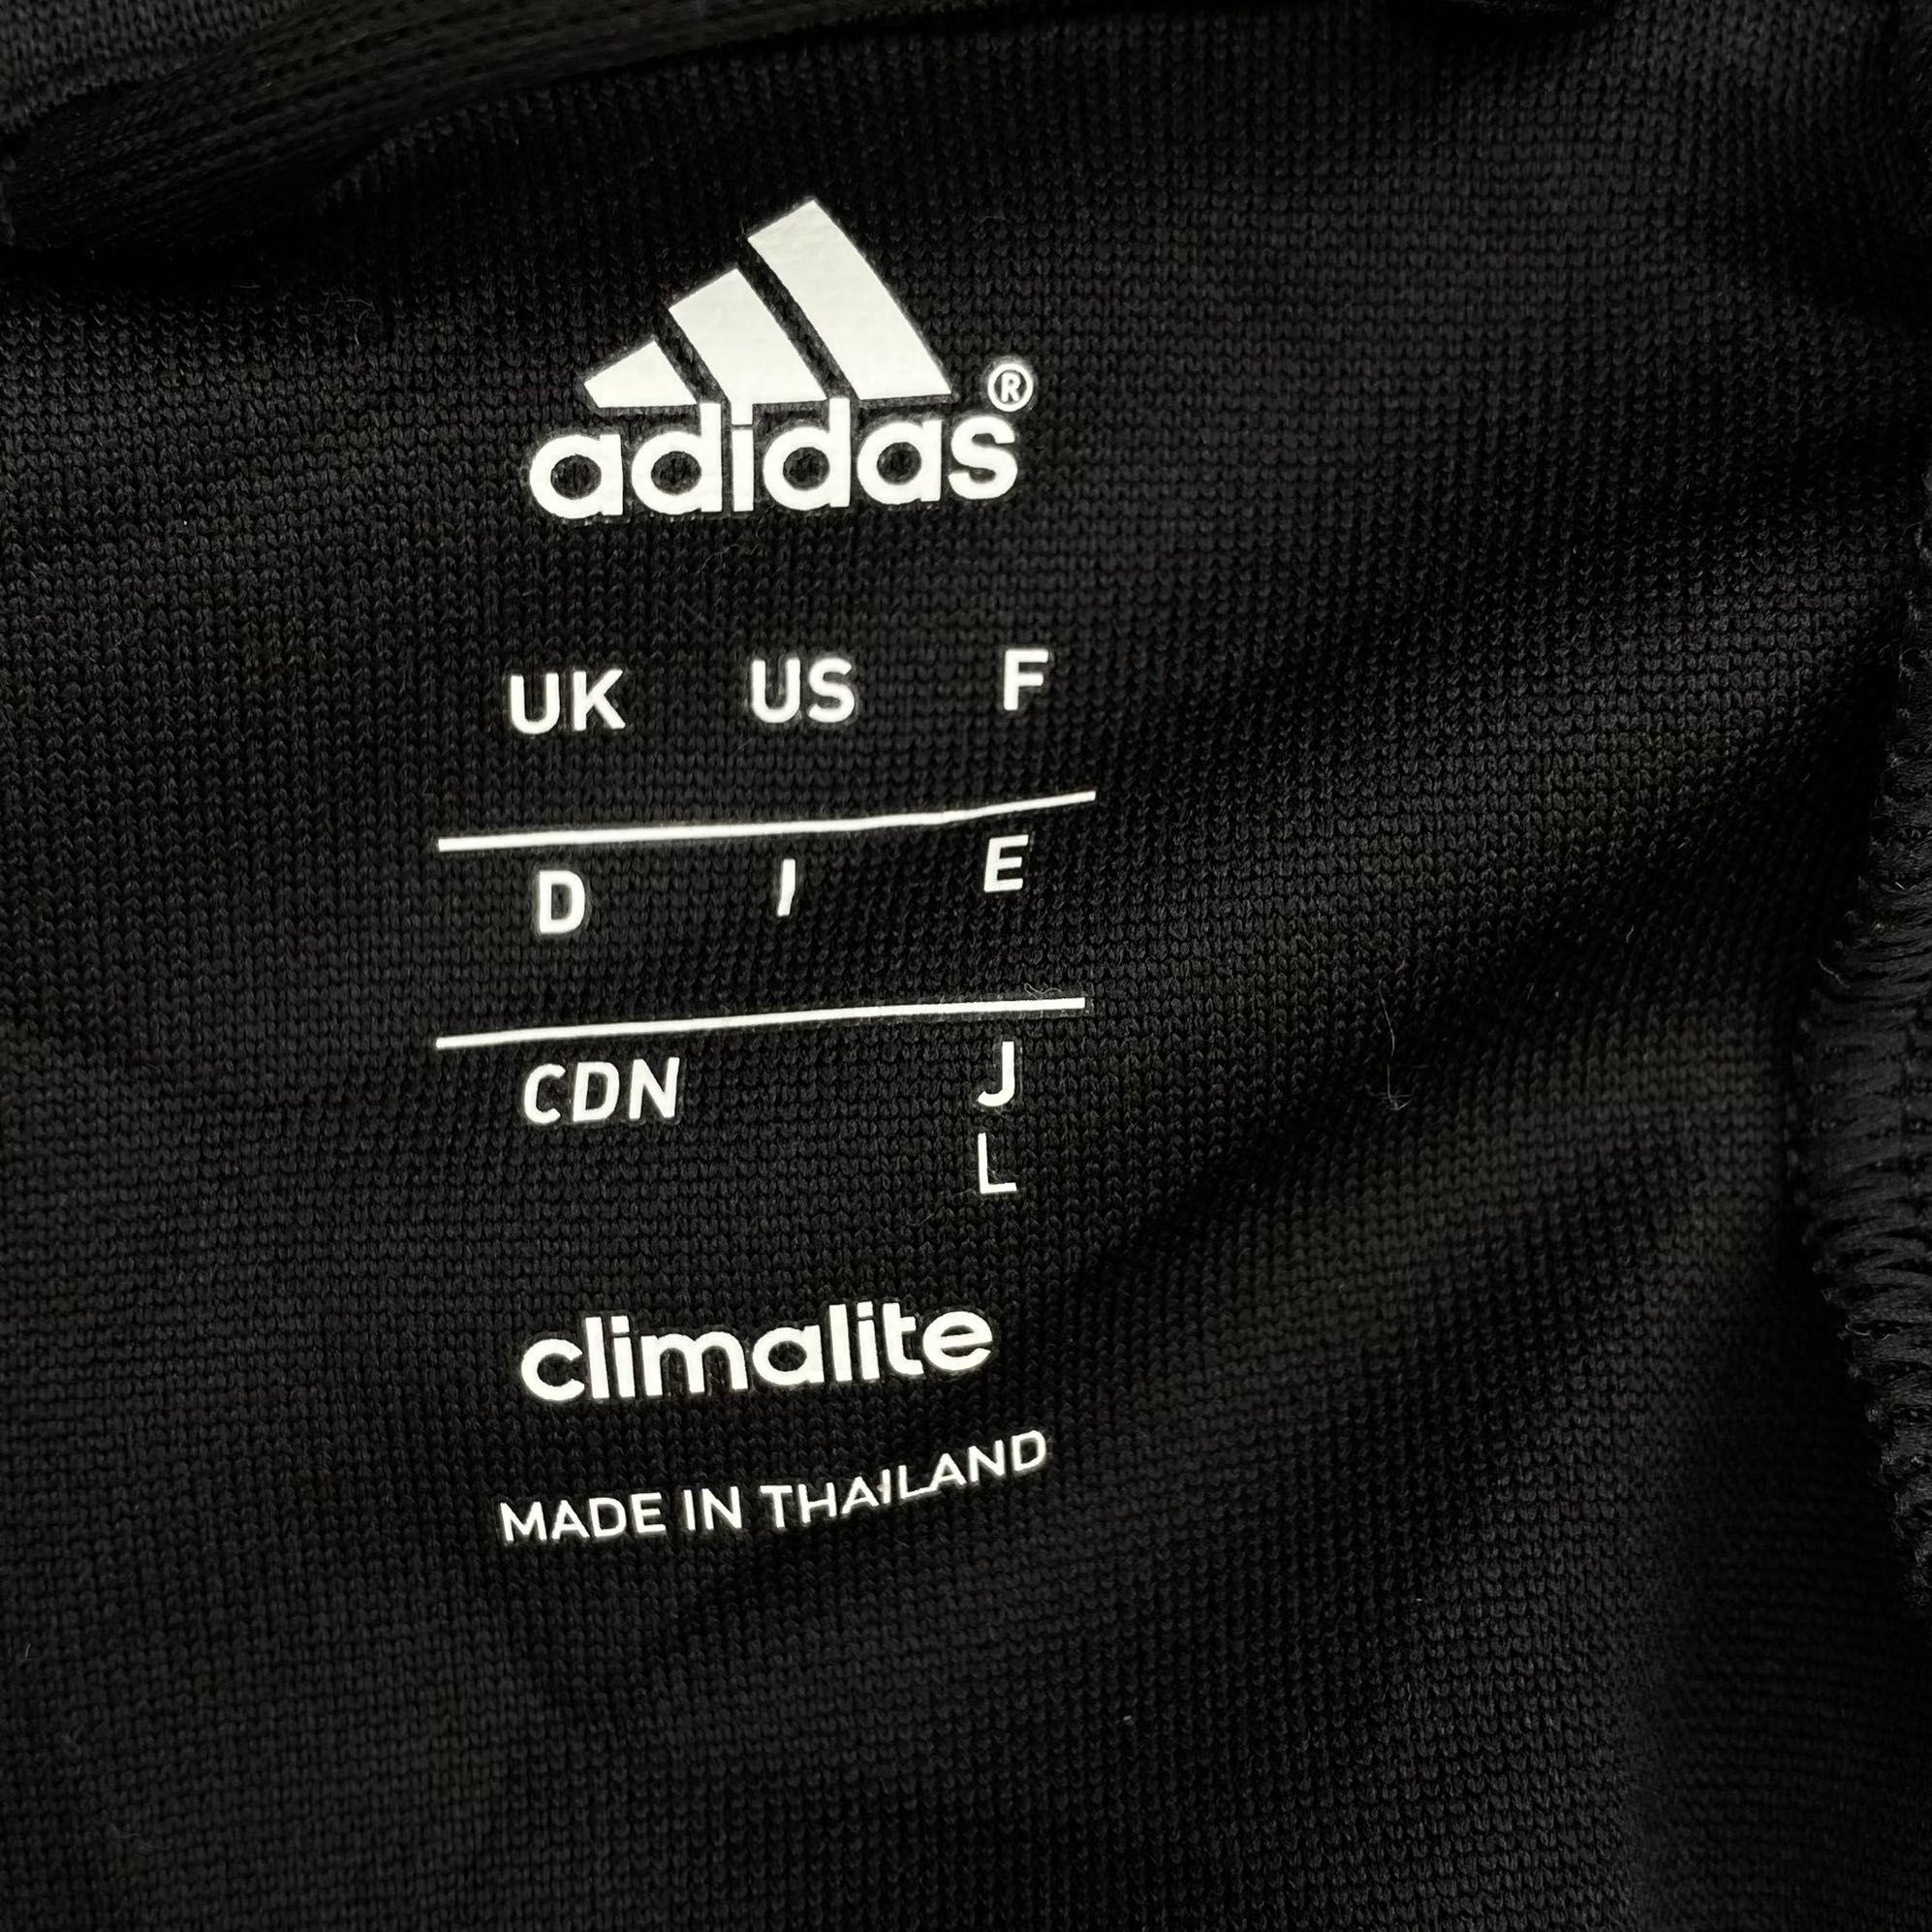 adidas®
UK US F
D I E
CDN J
L
climalite
MADE IN THAILAND